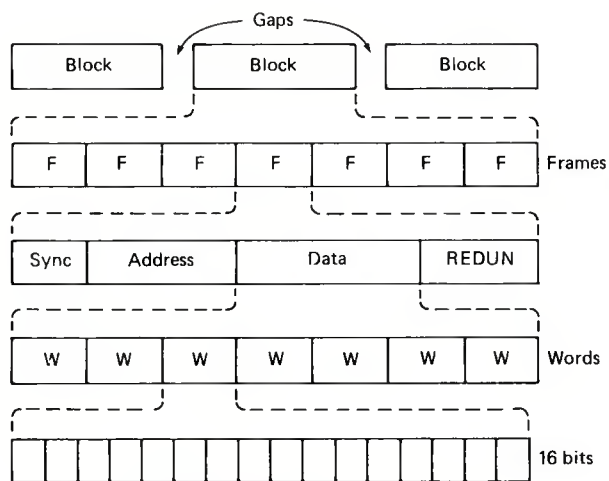 Gaps
Block Block Block
F F F F F F F Frames
Sync Address Data REDUN
W W W W W W W Words
16 bits